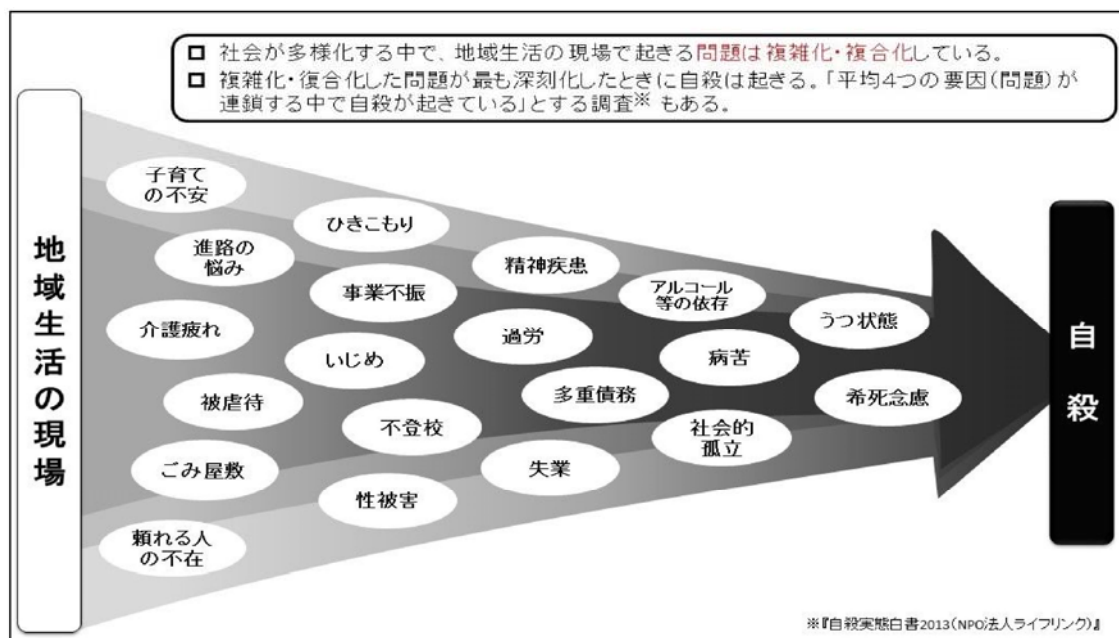 □ 社会が多様化する中で、地域生活の現場で起きる問題は複雑化・複合化している。
□ 複雑化・復合化した問題が最も深刻化したときに自殺は起きる。「平均4つの要因(問題)が
連鎖する中で自殺が起きている」とする調査※ もある。
地域生活の現場
子育て
の不安
ひきこもり
進路の
悩み
精神疾患
事業不振
アルコール
等の依存
うつ状態
介護疲れ
過労
いじめ
病苦
被虐待
多重債務
希死念慮
不登校
社会的
孤立
ごみ屋敷
失業
性被害
頼れる人
の不在
自殺
※『自殺実態白書2013(NPO法人ライフリンク)』